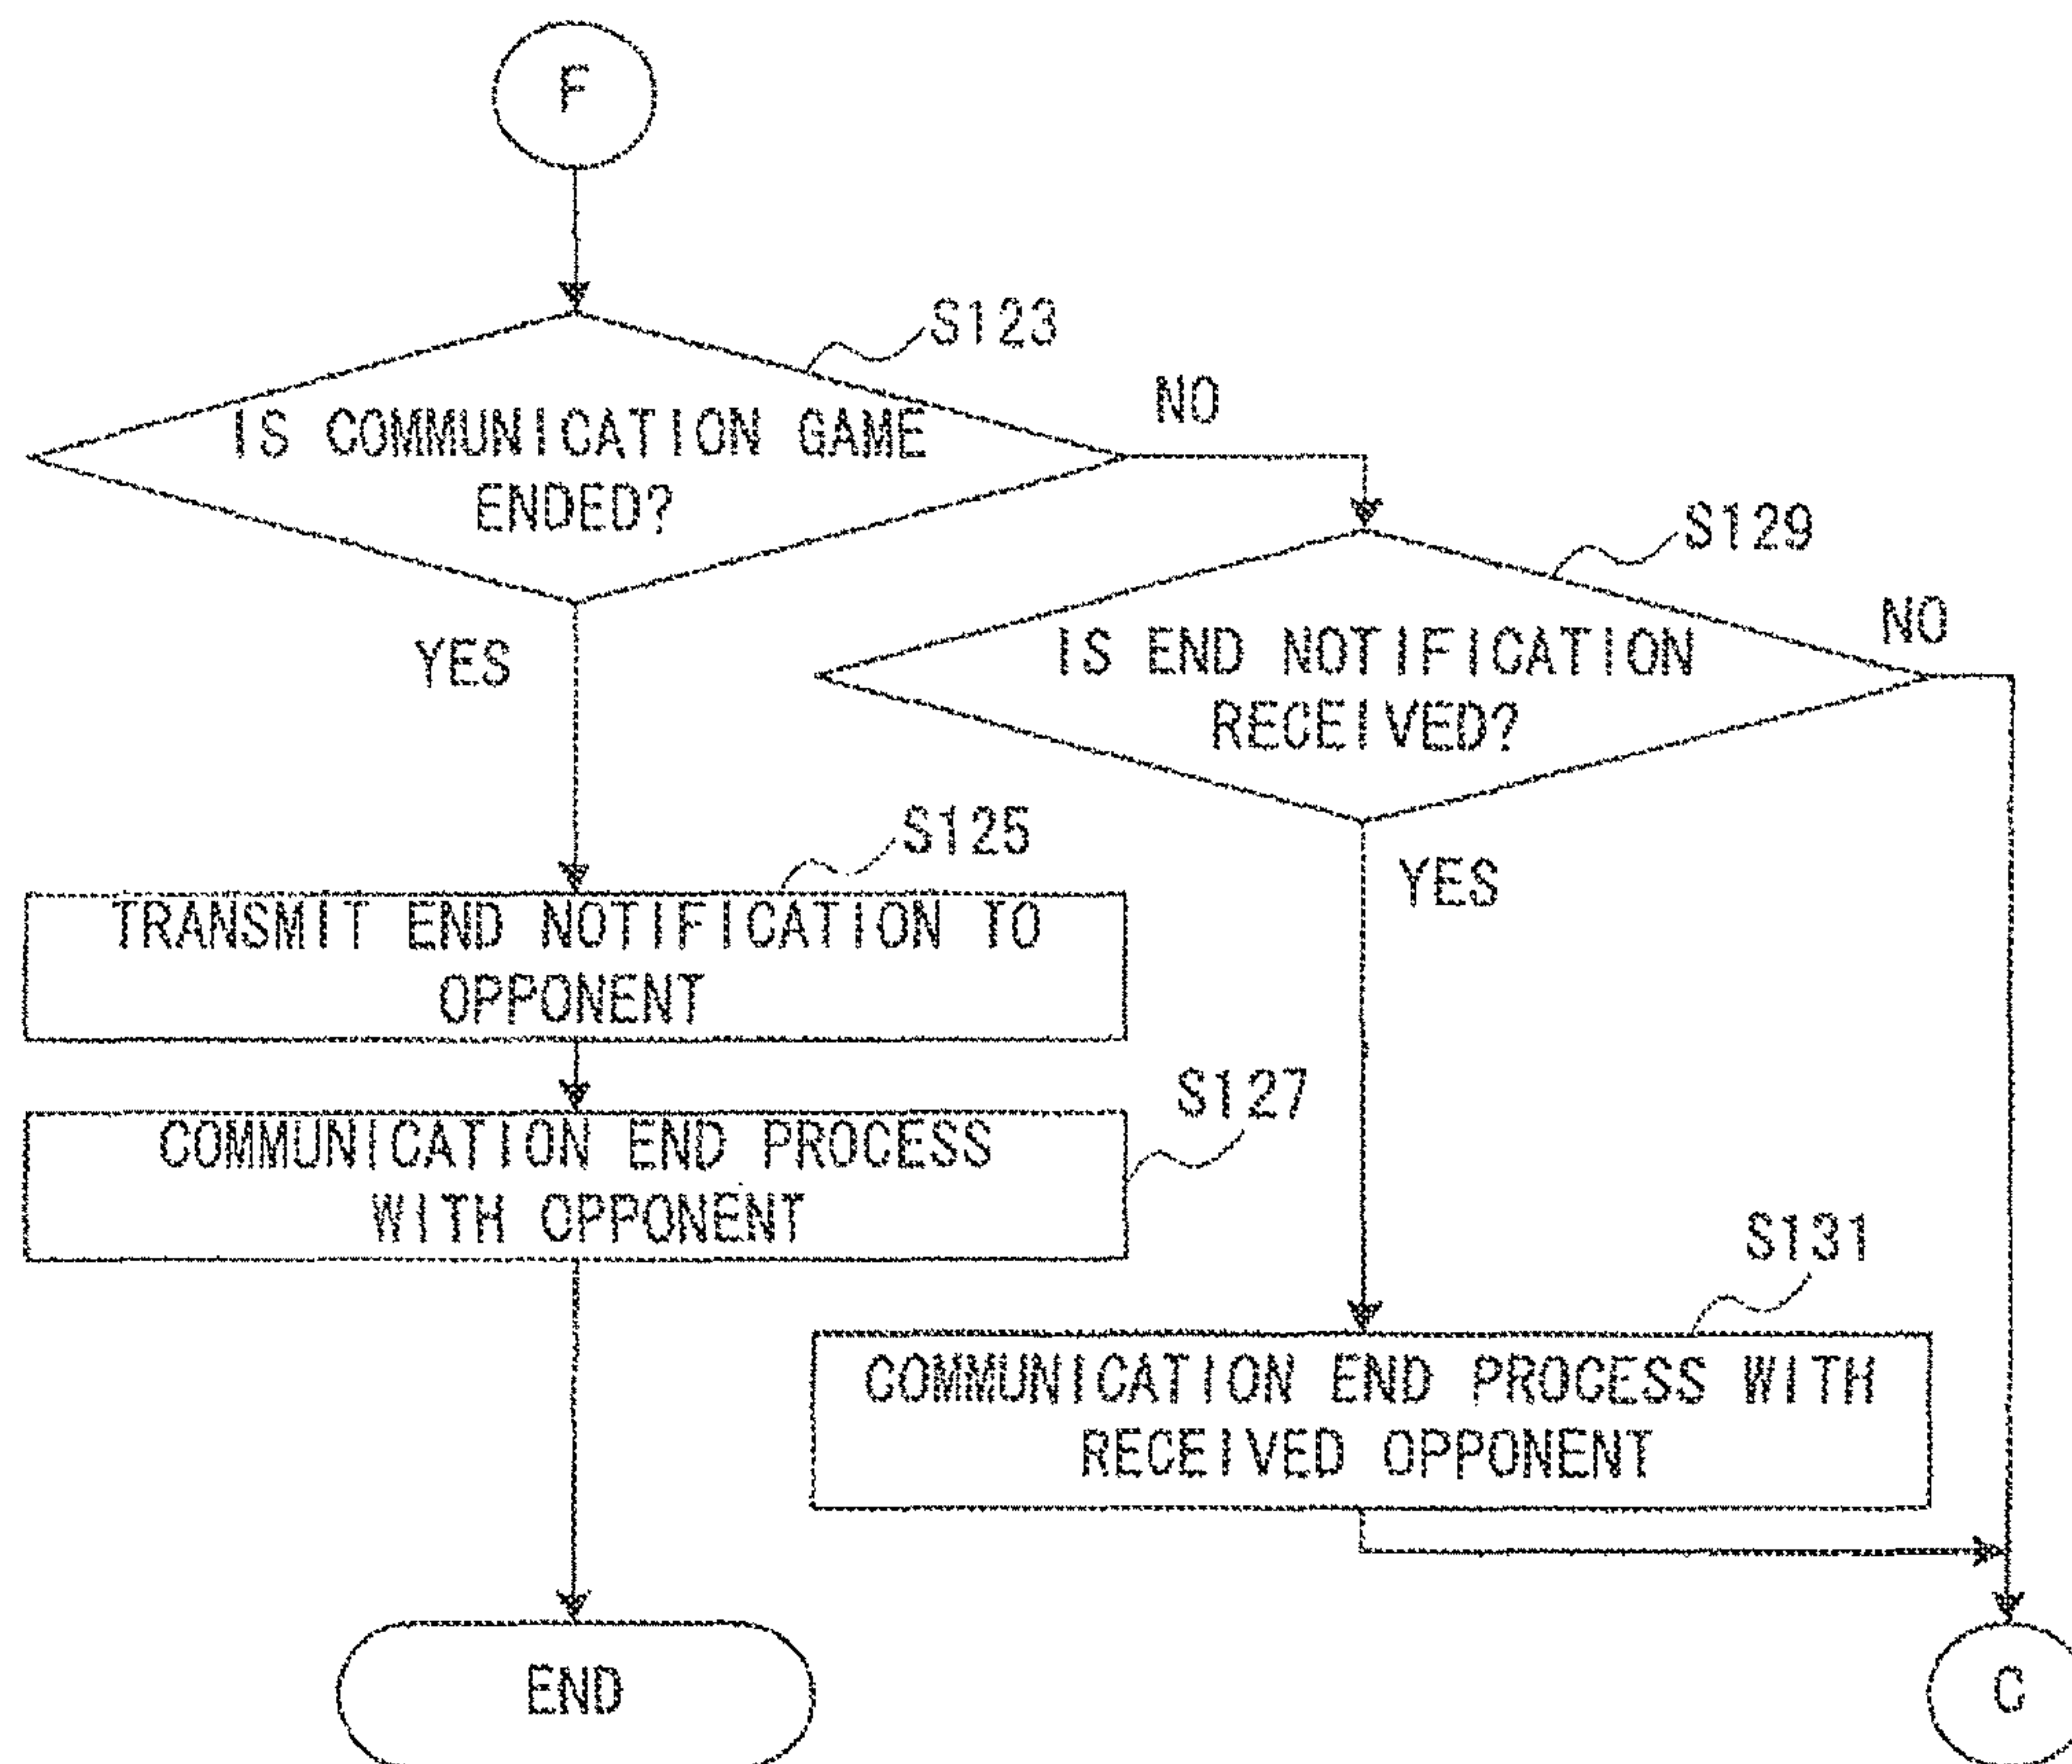 F
S123
IS COMMUNICATION GAME
ENDED?
NO
YES
S129
IS END NOTIFICATION
RECEIVED?
NO
YES
S125
TRANSMIT END NOTIFICATION TO
OPPONENT
S127
COMMUNICATION END PROCESS
WITH OPPONENT
S131
COMMUNICATION END PROCESS WITH
RECEIVED OPPONENT
END
C